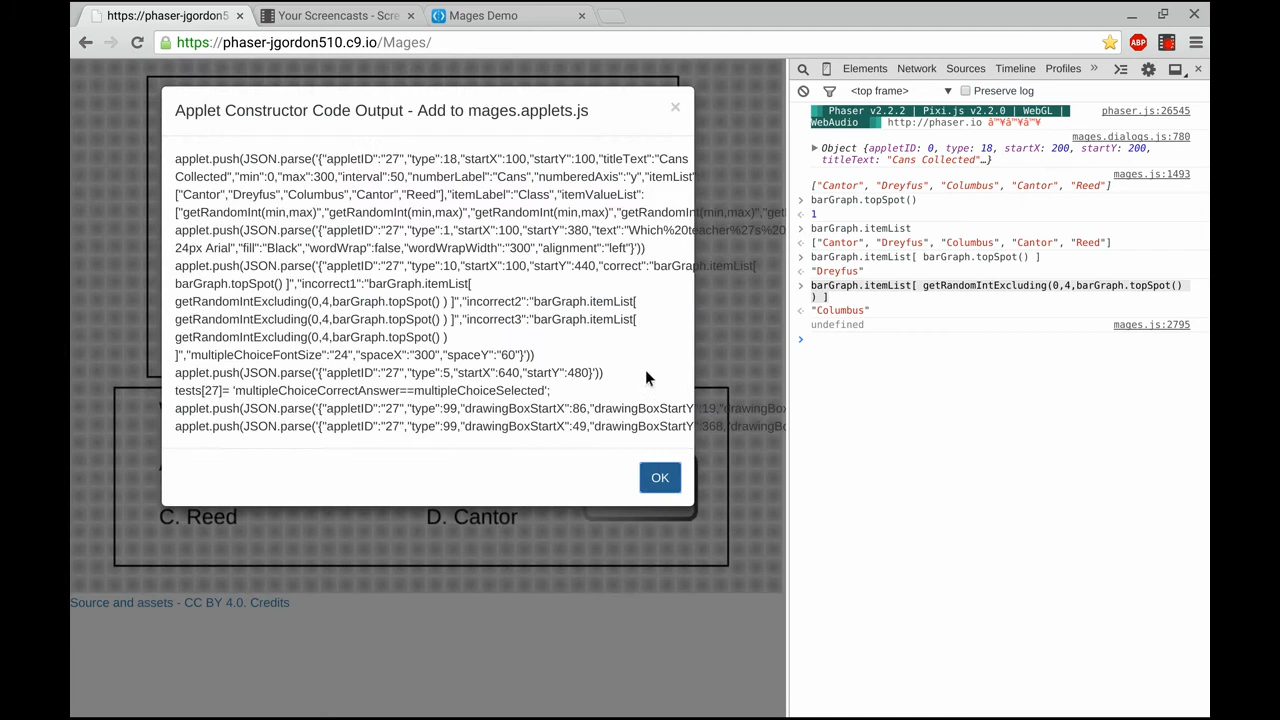 https://phaser-jgordon5
Your Screencasts - Scre
Mages Demo
https://phaser-jgordon510.c9.io/Mages/
ABP
Applet Constructor Code Output - Add to mages.applets.js
×
applet.push(JSON.parse('{"appletID":"27","type":18,"startX":100,"startY":100,"titleText":"Cans
Collected","min":0,"max":300,"interval":50,"numberLabel":"Cans","numberedAxis":"y","itemList":
["Cantor","Dreyfus","Columbus","Cantor","Reed"],"itemLabel":"Class","itemValueList":
["getRandomInt(min,max)","getRandomInt(min,max)","getRandomInt(min,max)","getRandomInt(min,max)","get
applet.push(JSON.parse('{"appletID":"27","type":1,"startX":100,"startY":380,"text":"Which%20teacher%27s%20
24px Arial","fill":"Black","wordWrap":false,"wordWrapWidth":"300","alignment":"left"}'))
applet.push(JSON.parse('{"appletID":"27","type":10,"startX":100,"startY":440,"correct":"barGraph.itemList[
barGraph.topSpot() ]","incorrect1":"barGraph.itemList[
getRandomIntExcluding(0,4,barGraph.topSpot() ) ]","incorrect2":"barGraph.itemList[
getRandomIntExcluding(0,4,barGraph.topSpot() ) ]","incorrect3":"barGraph.itemList[
getRandomIntExcluding(0,4,barGraph.topSpot() )
]","multipleChoiceFontSize":"24","spaceX":"300","spaceY":"60"}'))
applet.push(JSON.parse('{"appletID":"27","type":5,"startX":640,"startY":480}'))
tests[27]= 'multipleChoiceCorrectAnswer==multipleChoiceSelected';
applet.push(JSON.parse('{"appletID":"27","type":99,"drawingBoxStartX":86,"drawingBoxStartY":19,"drawingBo
applet.push(JSON.parse('{"appletID":"27","type":99,"drawingBoxStartX":49,"drawingBoxStartY":368,"drawingB
OK
C. Reed
D. Cantor
Source and assets - CC BY 4.0. Credits
Elements Network Sources Timeline Profiles »
<top frame> Preserve log
Phaser v2.2.2 | Pixi.js v2.2.0 | WebGL | phaser.js:26545
WebAudio http://phaser.io â™¥â™¥â™¥
mages.dialogs.js:780
Object {appletID: 0, type: 18, startX: 200, startY: 200,
titleText: "Cans Collected"…}
mages.js:1493
["Cantor", "Dreyfus", "Columbus", "Cantor", "Reed"]
barGraph.topSpot()
1
barGraph.itemList
["Cantor", "Dreyfus", "Columbus", "Cantor", "Reed"]
barGraph.itemList[ barGraph.topSpot() ]
"Dreyfus"
barGraph.itemList[ getRandomIntExcluding(0,4,barGraph.topSpot()
) ]
"Columbus"
undefined mages.js:2795